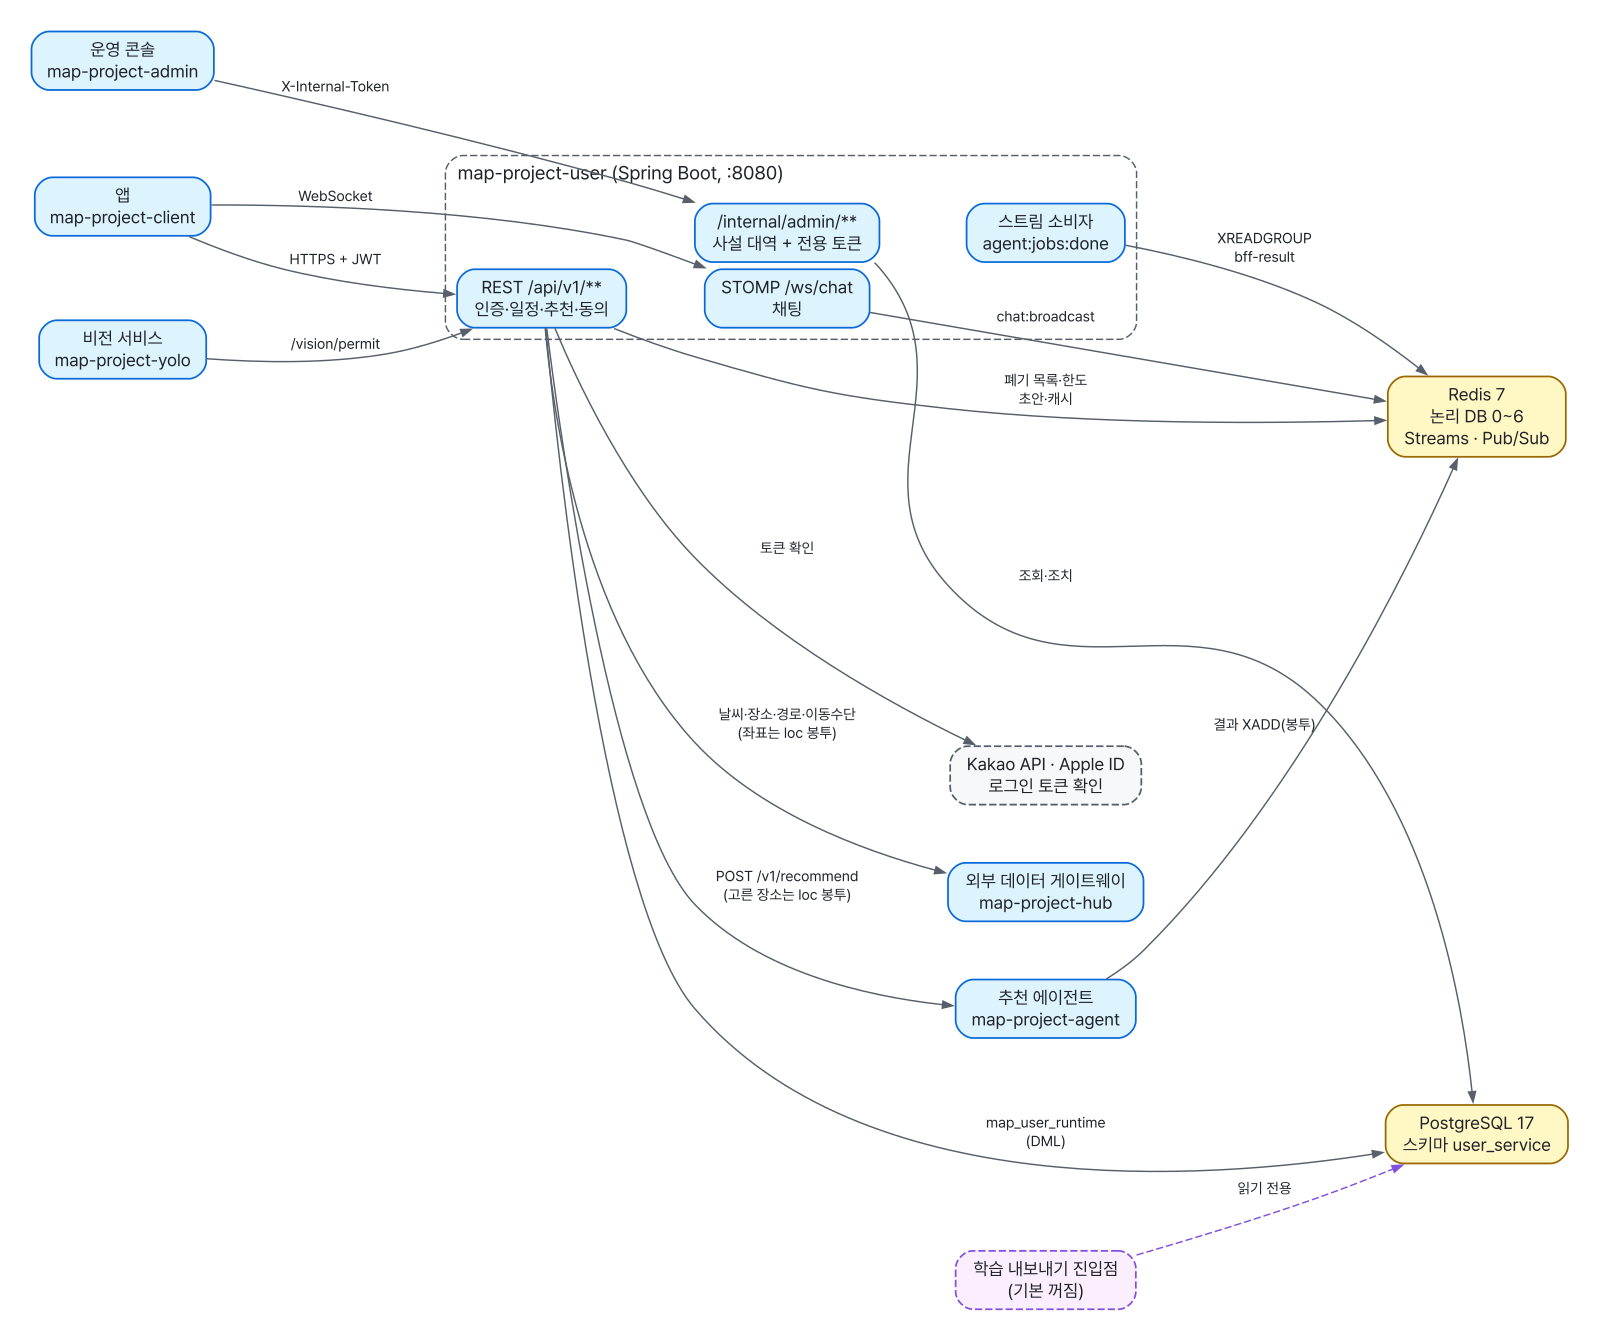 운영 콘솔
map-project-admin
X-Internal-Token
map-project-user (Spring Boot, :8080)
앱
map-project-client
WebSocket
HTTPS + JWT
/internal/admin/**
사설 대역 + 전용 토큰
스트림 소비자
agent:jobs:done
XREADGROUP
bff-result
REST /api/v1/**
인증·일정·추천·동의
STOMP /ws/chat
채팅
chat:broadcast
비전 서비스
map-project-yolo
/vision/permit
폐기 목록·한도
초안·캐시
Redis 7
논리 DB 0~6
Streams · Pub/Sub
토큰 확인
조회·조치
날씨·장소·경로·이동수단
(좌표는 loc 봉투)
결과 XADD(봉투)
Kakao API · Apple ID
로그인 토큰 확인
POST /v1/recommend
(고른 장소는 loc 봉투)
외부 데이터 게이트웨이
map-project-hub
추천 에이전트
map-project-agent
map_user_runtime
(DML)
PostgreSQL 17
스키마 user_service
읽기 전용
학습 내보내기 진입점
(기본 꺼짐)